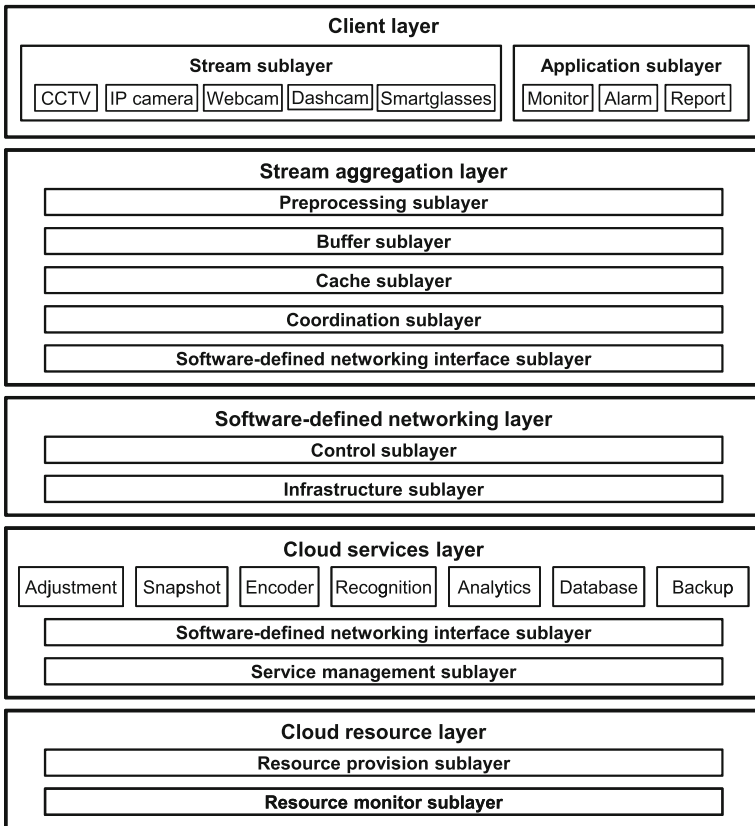 Client layer
Stream sublayer
CCTV IP camera Webcam Dashcam Smartglasses
Application sublayer
Monitor Alarm Report
Stream aggregation layer
Preprocessing sublayer
Buffer sublayer
Cache sublayer
Coordination sublayer
Software-defined networking interface sublayer
Software-defined networking layer
Control sublayer
Infrastructure sublayer
Cloud services layer
Adjustment Snapshot Encoder Recognition Analytics Database Backup
Software-defined networking interface sublayer
Service management sublayer
Cloud resource layer
Resource provision sublayer
Resource monitor sublayer